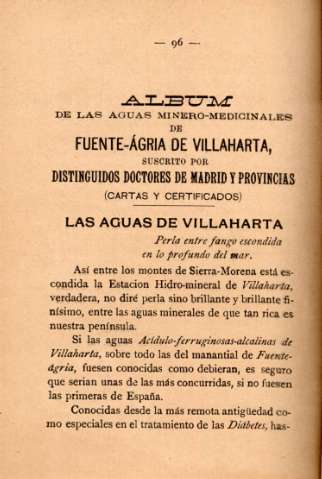 — 96 —
ALBUM
DE LAS AGUAS MINERO-MEDICINALES
DE
FUENTE-ÁGRIA DE VILLAHARTA,
SUSCRITO POR
DISTINGUIDOS DOCTORES DE MADRID Y PROVINCIAS
(CARTAS Y CERTIFICADOS)
LAS AGUAS DE VILLAHARTA
Perla entre fango escondida
en lo profundo del mar.
Así entre los montes de Sierra-Morena está es-
condida la Estacion Hidro-mineral de Villaharta,
verdadera, no diré perla sino brillante y brillante fi-
nísimo, entre las aguas minerales de que tan rica es
nuestra península.
Si las aguas Acídulo-ferruginosas-alcalinas de
Villaharta, sobre todo las del manantial de Fuente-
ágria, fuesen conocidas como debieran, es seguro
que serian unas de las más concurridas, si no fuesen
las primeras de España.
Conocidas desde la más remota antigüedad co-
mo especiales en el tratamiento de las Diábetes, has-